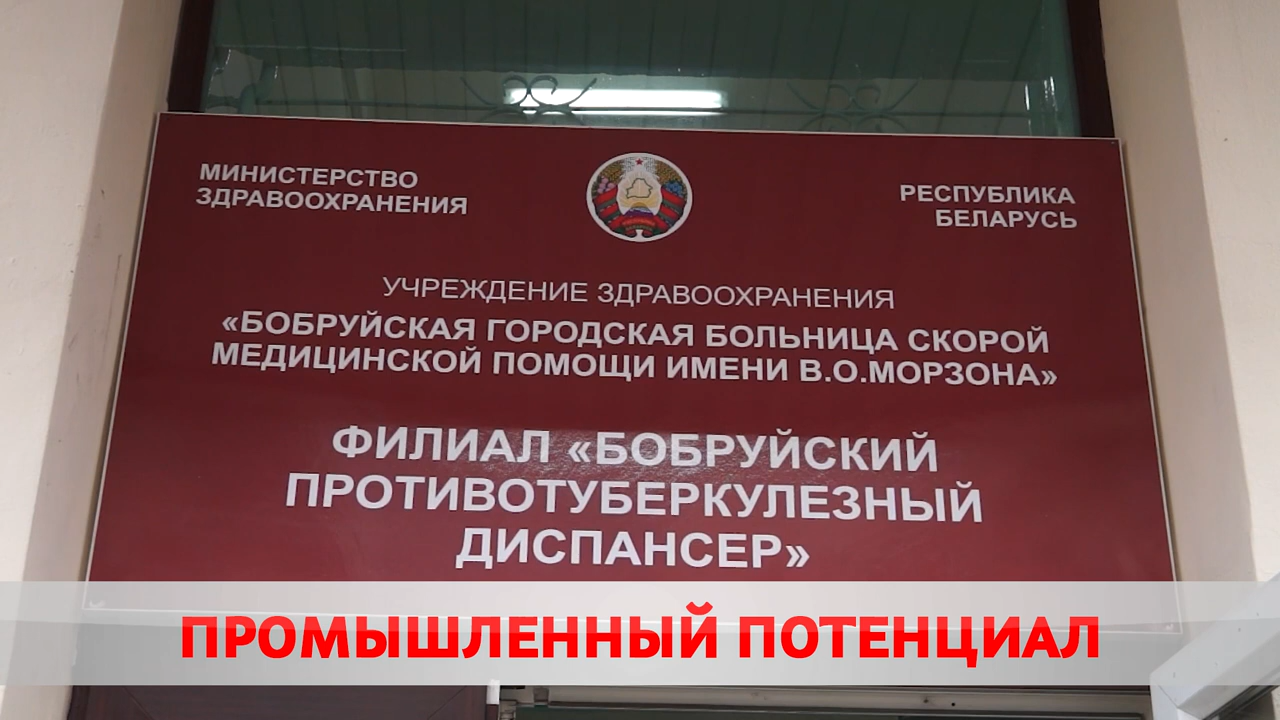 МИНИСТЕРСТВО
ЗДРАВООХРАНЕНИЯ
РЕСПУБЛИКА
БЕЛАРУСЬ
УЧРЕЖДЕНИЕ ЗДРАВООХРАНЕНИЯ
«БОБРУЙСКАЯ ГОРОДСКАЯ БОЛЬНИЦА СКОРОЙ
МЕДИЦИНСКОЙ ПОМОЩИ ИМЕНИ В.О.МОРЗОНА»
ФИЛИАЛ «БОБРУЙСКИЙ
ПРОТИВОТУБЕРКУЛЕЗНЫЙ
ДИСПАНСЕР»
ПРОМЫШЛЕННЫЙ ПОТЕНЦИАЛ